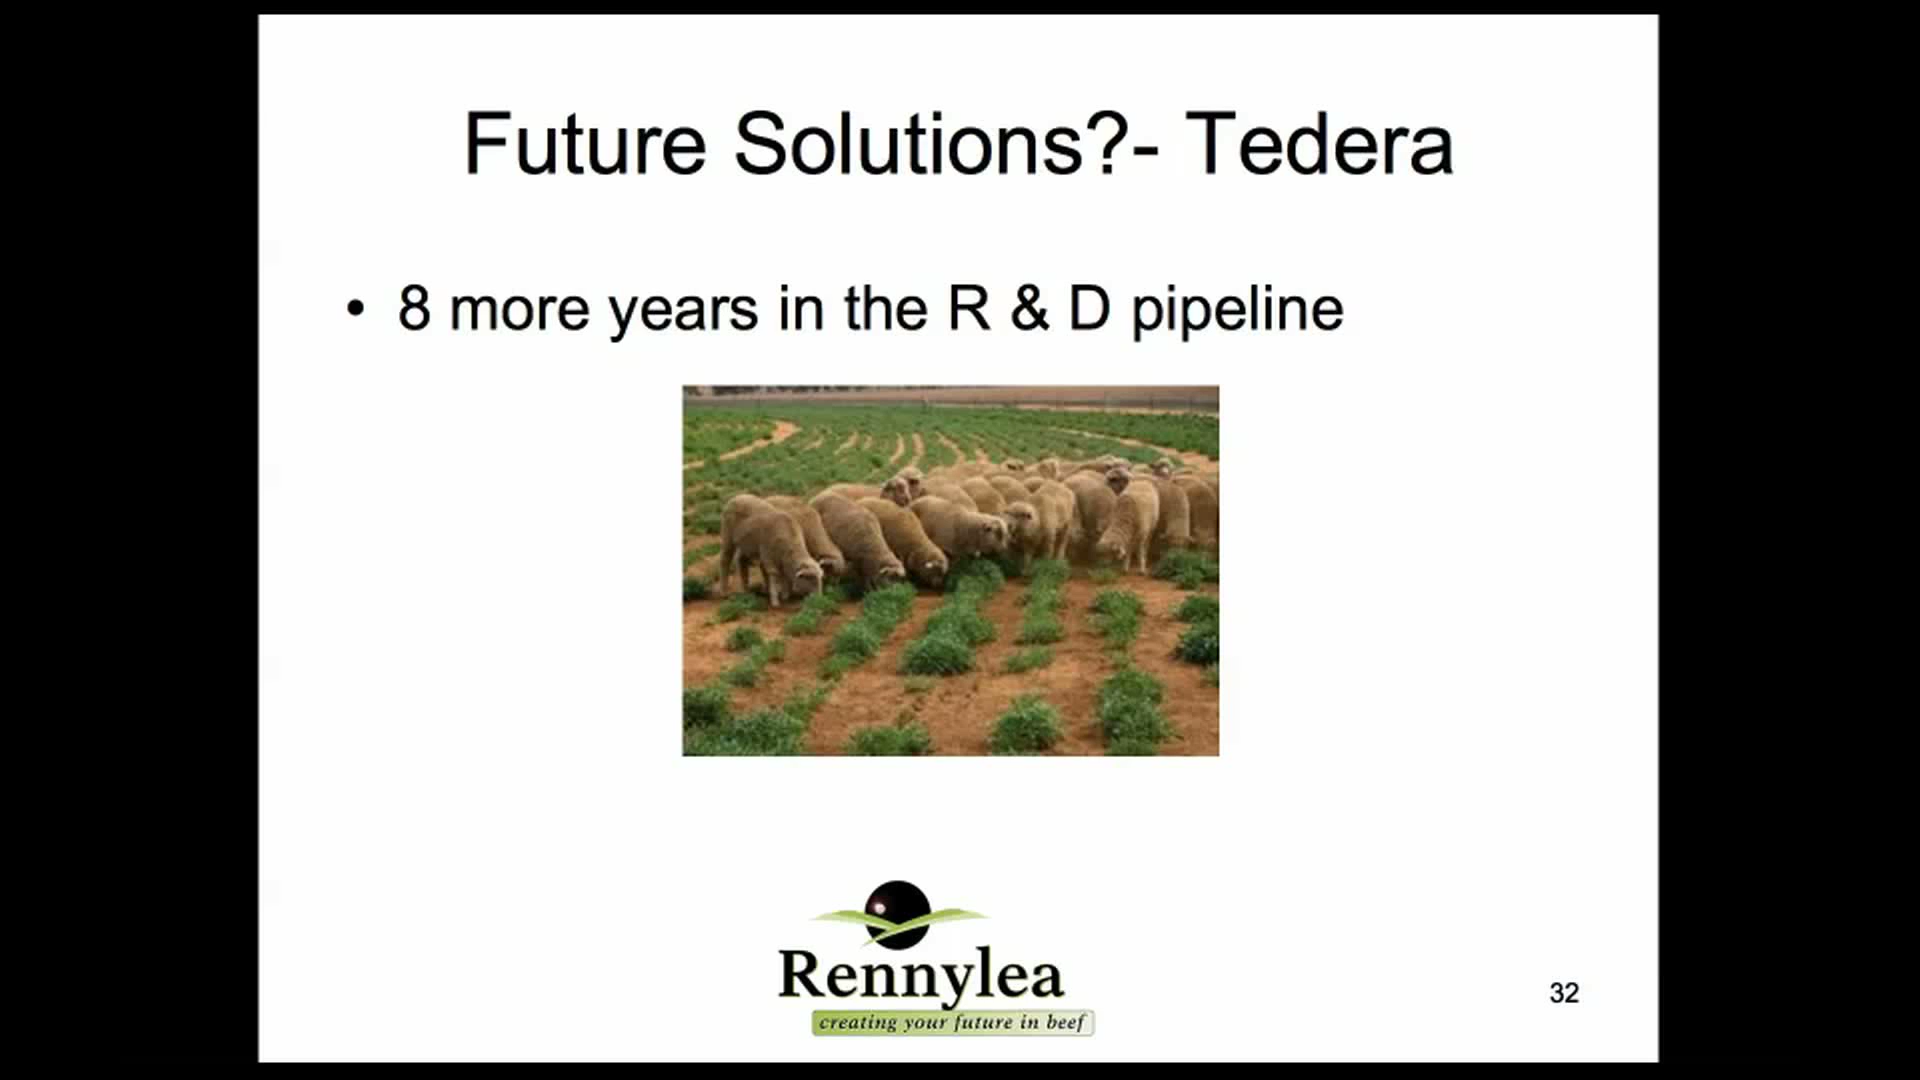 Future Solutions?- Tedera
• 8 more years in the R & D pipeline
Rennylea
creating your future in beef
32